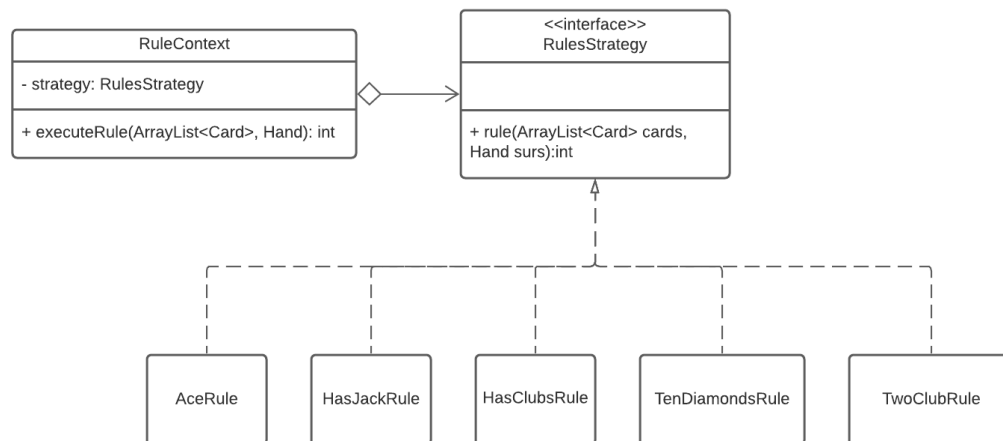 RuleContext
- strategy: RulesStrategy
+ executeRule(ArrayList<Card>, Hand): int
<<interface>>
RulesStrategy
+ rule(ArrayList<Card> cards,
Hand surs):int
AceRule
HasJackRule
HasClubsRule
TenDiamondsRule
TwoClubRule